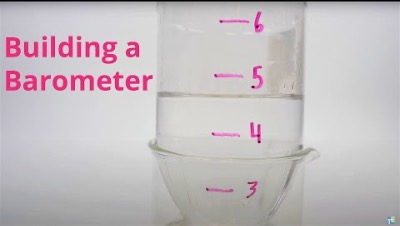 Building a
Barometer
— 6
— 5
— 4
— 3